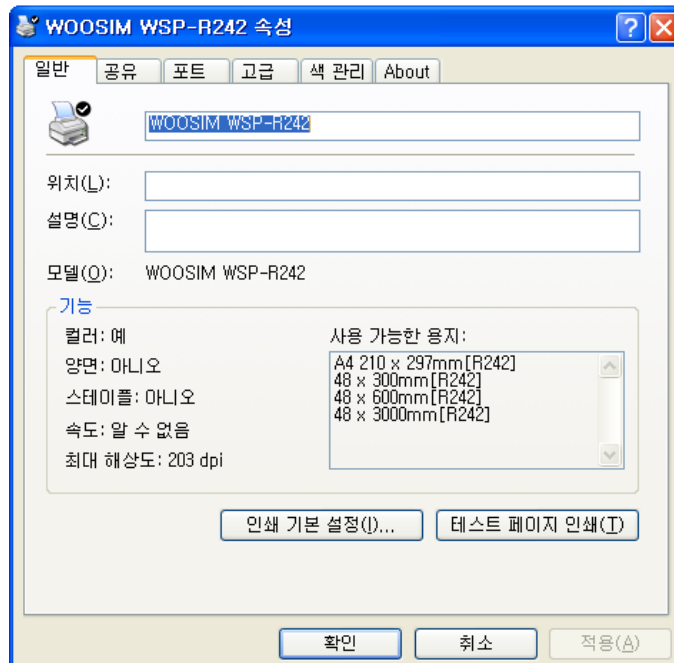 WOOSIM WSP-R242 속성
일반 공유 포트 고급 색 관리 About
WOOSIM WSP-R242
위치(L):
설명(C):
모델(O): WOOSIM WSP-R242
기능
컬러: 예
양면: 아니오
스테이플: 아니오
속도: 알 수 없음
최대 해상도: 203 dpi
사용 가능한 용지:
A4 210 x 297mm[R242]
48 x 300mm[R242]
48 x 600mm[R242]
48 x 3000mm[R242]
인쇄 기본 설정(I)... 테스트 페이지 인쇄(T)
확인 취소 적용(A)